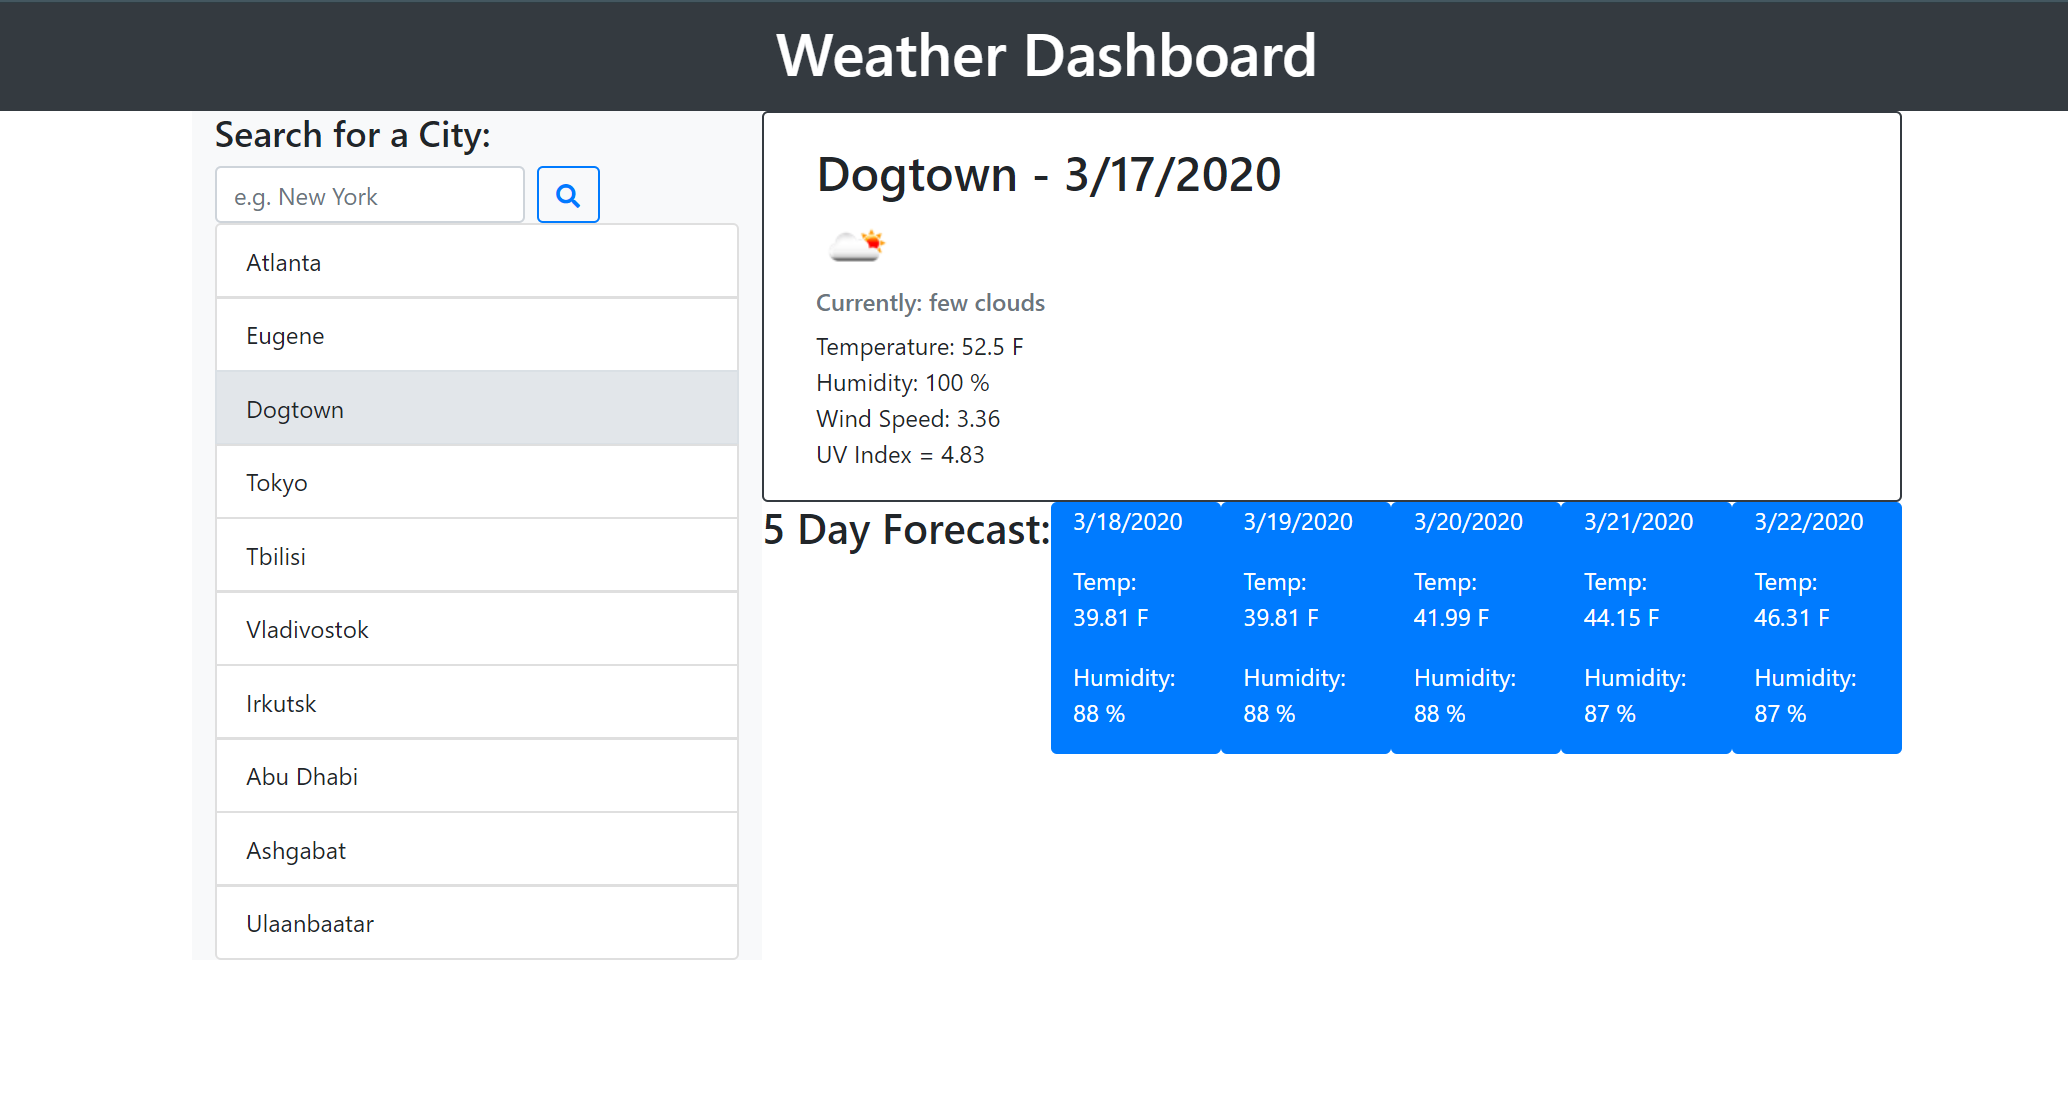 Weather Dashboard
Search for a City:
e.g. New York
Atlanta
Eugene
Dogtown
Tokyo
Tbilisi
Vladivostok
Irkutsk
Abu Dhabi
Ashgabat
Ulaanbaatar
Dogtown - 3/17/2020
Currently: few clouds
Temperature: 52.5 F
Humidity: 100 %
Wind Speed: 3.36
UV Index = 4.83
5 Day Forecast:
3/18/2020
Temp:
39.81 F
Humidity:
88 %
3/19/2020
Temp:
39.81 F
Humidity:
88 %
3/20/2020
Temp:
41.99 F
Humidity:
88 %
3/21/2020
Temp:
44.15 F
Humidity:
87 %
3/22/2020
Temp:
46.31 F
Humidity:
87 %